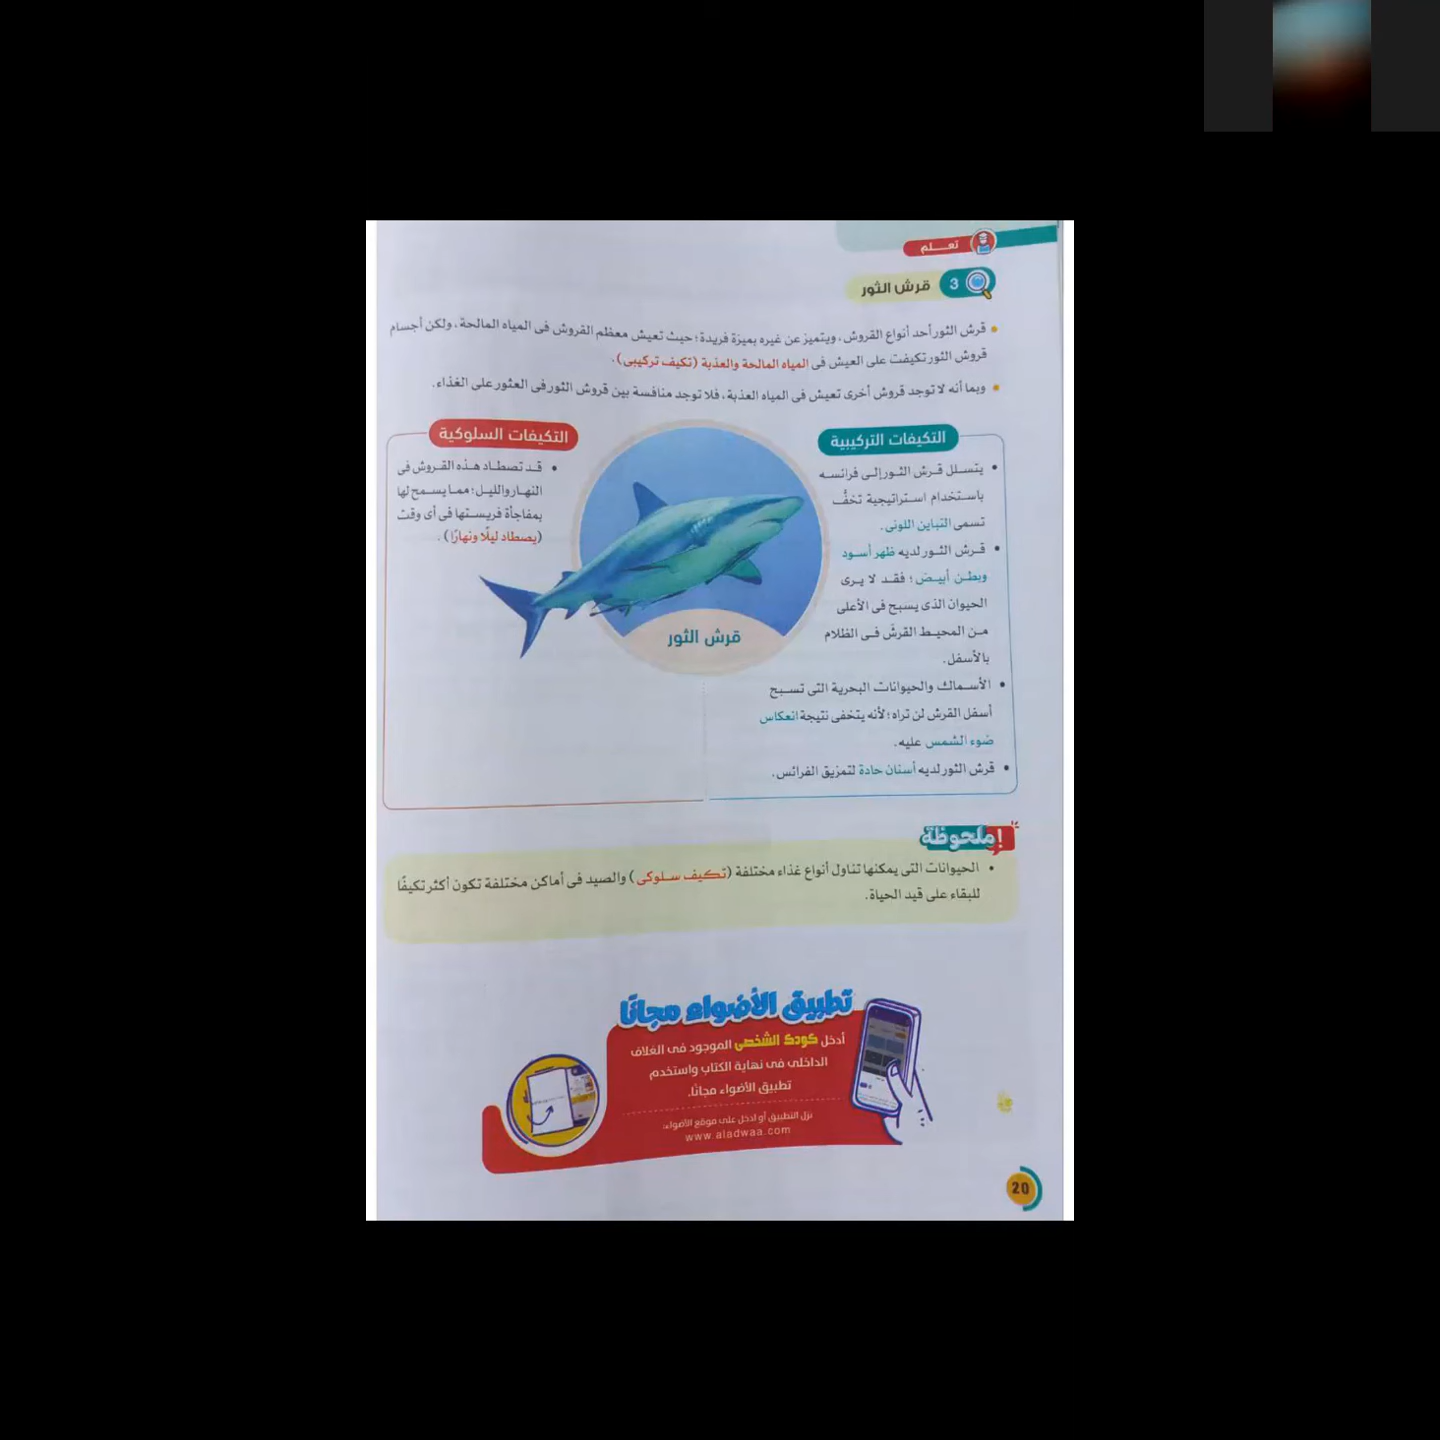 تعلم
3 قرش الثور
قرش الثور أحد أنواع القروش، ويتميز عن غيره بميزة فريدة؛ حيث تعيش معظم القروش فى المياه المالحة، ولكن أجسام
قروش الثور تكيفت على العيش فى المياه المالحة والعذبة (تكيف تركيبى).
وبما أنه لا توجد قروش أخرى تعيش فى المياه العذبة، فلا توجد منافسة بين قروش الثور فى العثور على الغذاء.
التكيفات التركيبية
يتسلل قرش الثور إلى فرائسه
باستخدام استراتيجية تخفٍّ
تسمى التباين اللونى.
قرش الثور لديه ظهر أسود
وبطن أبيض؛ فقد لا يرى
الحيوان الذى يسبح فى الأعلى
من المحيط القرش فى الظلام
بالأسفل.
الأسماك والحيوانات البحرية التى تسبح
أسفل القرش لن تراه؛ لأنه يتخفى نتيجة انعكاس
ضوء الشمس عليه.
قرش الثور لديه أسنان حادة لتمزيق الفرائس.
قرش الثور
التكيفات السلوكية
قد تصطاد هذه القروش فى
النهار والليل؛ مما يسمح لها
بمفاجأة فريستها فى أى وقت
(يصطاد ليلًا ونهارًا).
ملحوظة!
الحيوانات التى يمكنها تناول أنواع غذاء مختلفة (تكيف سلوكى) والصيد فى أماكن مختلفة تكون أكثر تكيفًا
للبقاء على قيد الحياة.
تطبيق الأضواء مجانًا
أدخل كودك الشخصى الموجود فى الغلاف
الداخلى فى نهاية الكتاب واستخدم
تطبيق الأضواء مجانًا.
نزل التطبيق أو ادخل على موقع الأضواء:
www.aladwaa.com
20